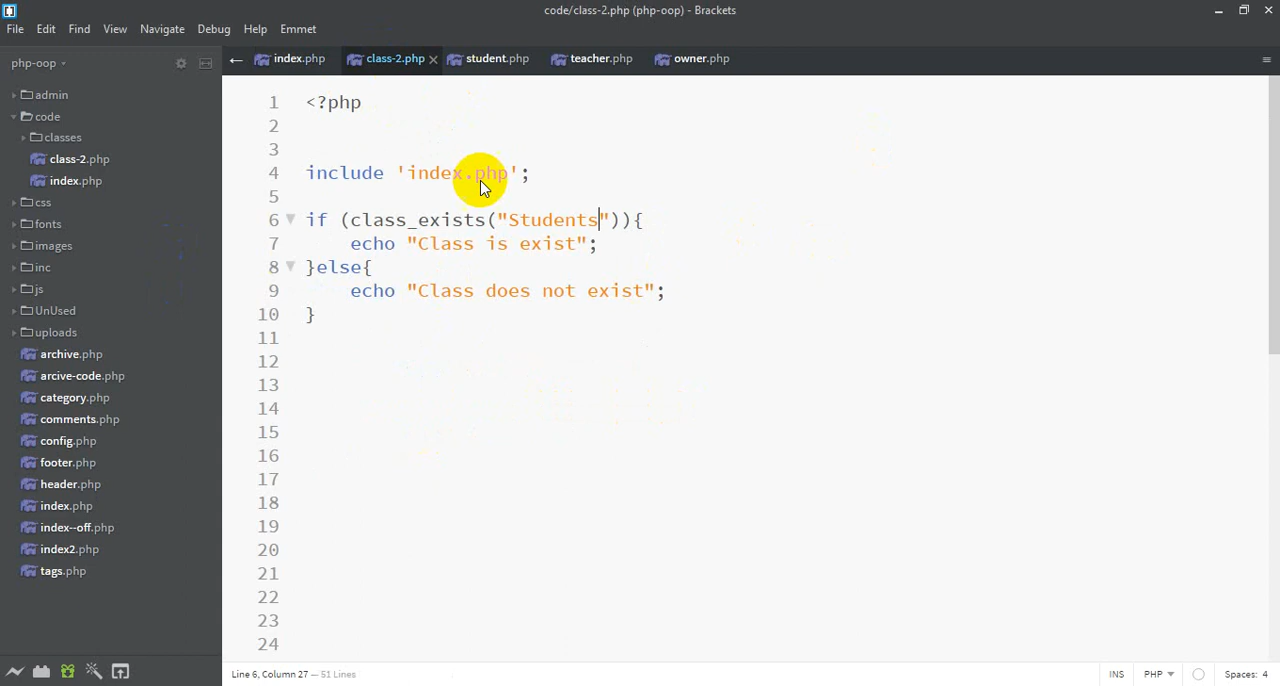 code/class-2.php (php-oop) - Brackets
File Edit Find View Navigate Debug Help Emmet
php-oop
index.php class-2.php student.php teacher.php owner.php
admin
code
classes
class-2.php
index.php
css
fonts
images
inc
js
UnUsed
uploads
archive.php
arcive-code.php
category.php
comments.php
config.php
footer.php
header.php
index.php
index--off.php
index2.php
tags.php
1 <?php
2
3
4 include 'index.php';
5
6 if (class_exists("Students")){
7 echo "Class is exist";
8 }else{
9 echo "Class does not exist";
10 }
11
12
13
14
15
16
17
18
19
20
21
22
23
24
Line 6, Column 27 — 51 Lines INS PHP Spaces: 4